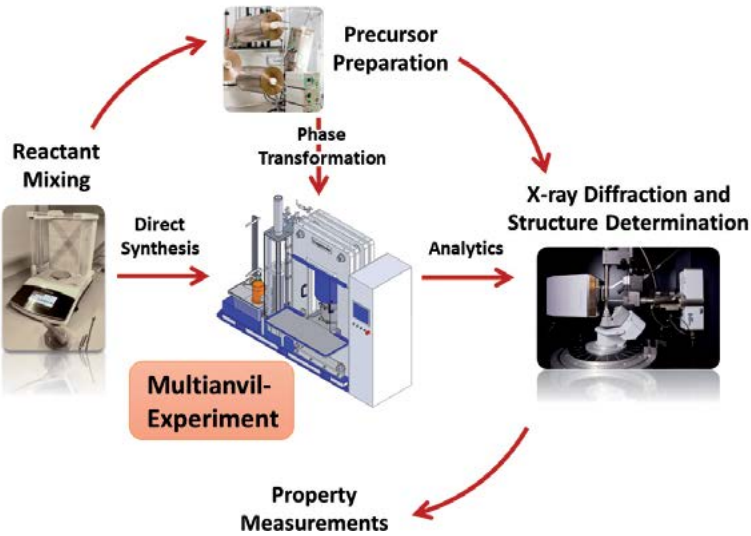 Precursor
Preparation
Reactant
Mixing
Phase
Transformation
Direct
Synthesis
Analytics
X-ray Diffraction and
Structure Determination
Multianvil-
Experiment
Property
Measurements